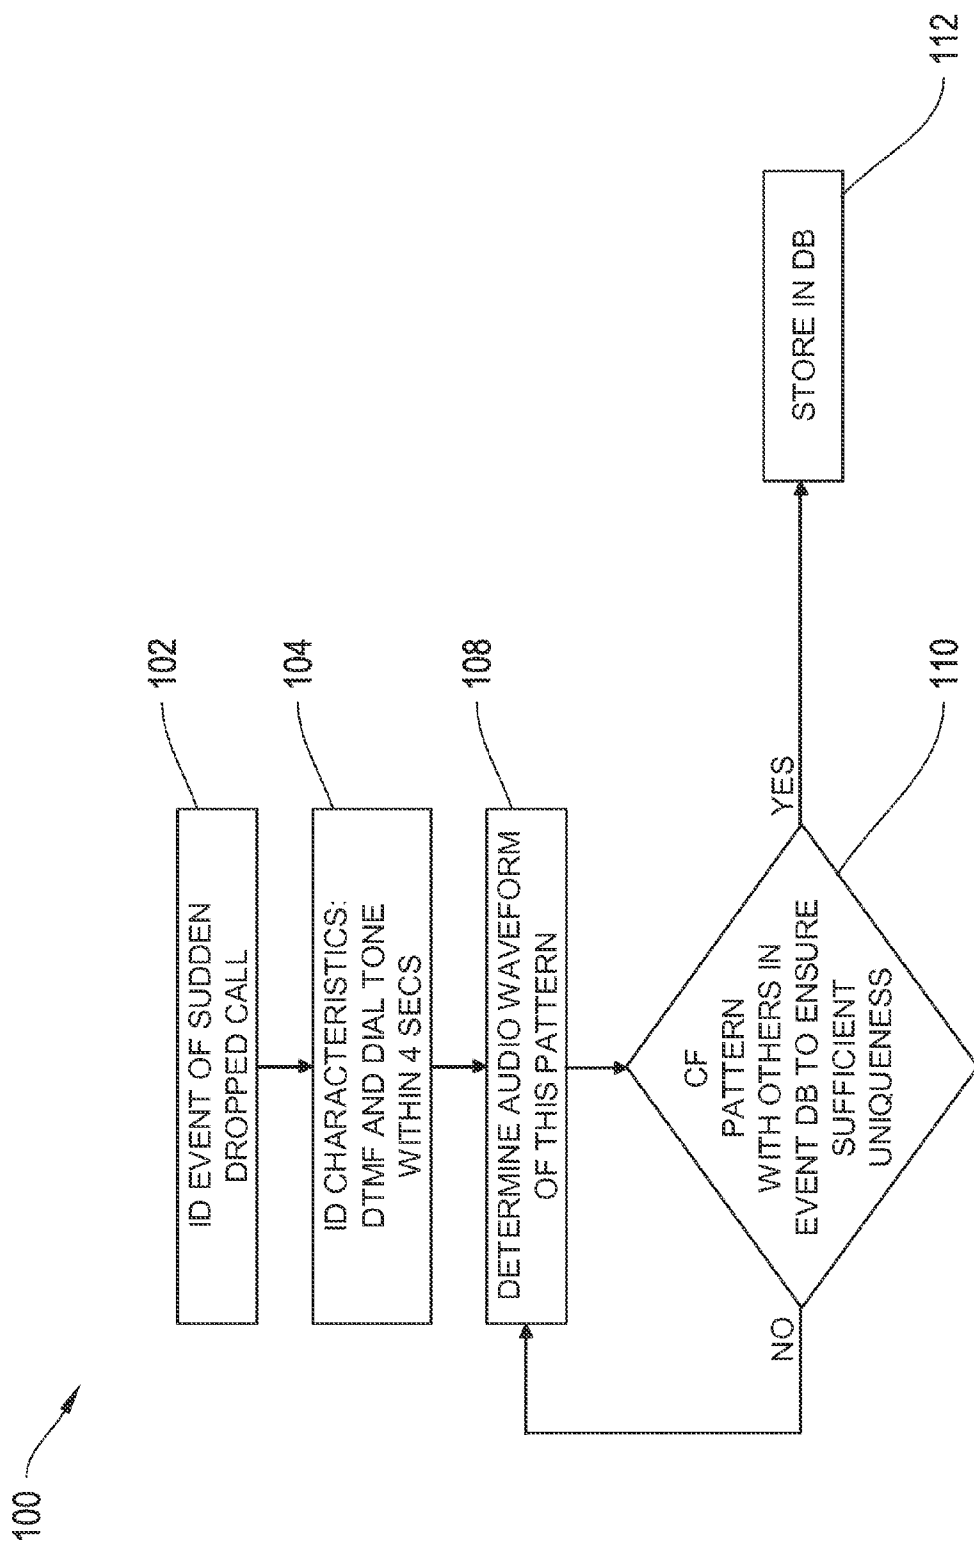 100
ID EVENT OF SUDDEN
DROPPED CALL
102
ID CHARACTERISTICS:
DTMF AND DIAL TONE
WITHIN 4 SECS
104
DETERMINE AUDIO WAVEFORM
OF THIS PATTERN
108
CF
PATTERN
WITH OTHERS IN
EVENT DB TO ENSURE
SUFFICIENT
UNIQUENESS
110
NO
YES
STORE IN DB
112